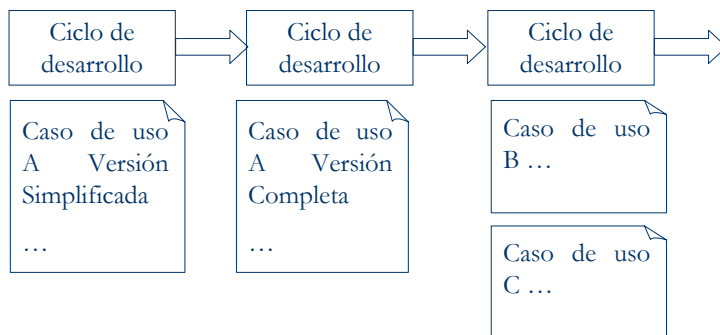 Ciclo de
desarrollo
Ciclo de
desarrollo
Ciclo de
desarrollo
Caso de uso
A Versión
Simplificada
…
Caso de uso
A Versión
Completa
…
Caso de uso
B …
Caso de uso
C …